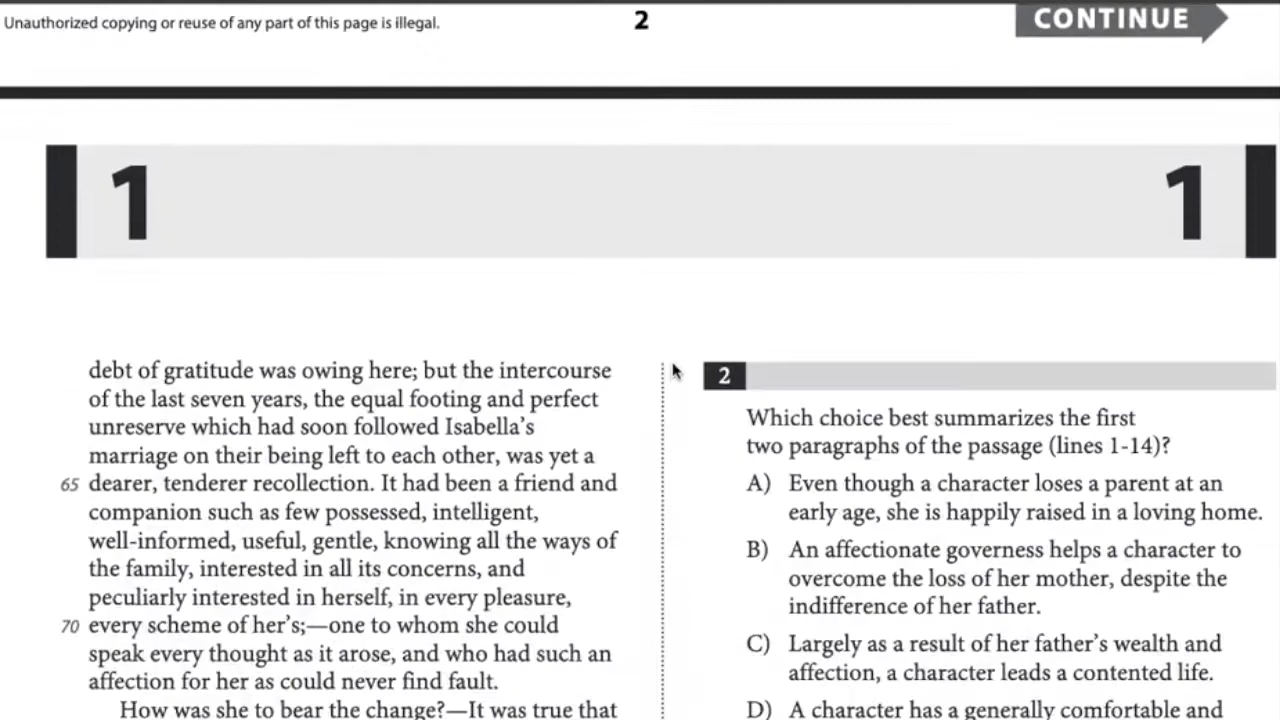 Unauthorized copying or reuse of any part of this page is illegal.
2
CONTINUE
1
1
debt of gratitude was owing here; but the intercourse
of the last seven years, the equal footing and perfect
unreserve which had soon followed Isabella's
marriage on their being left to each other, was yet a
65 dearer, tenderer recollection. It had been a friend and
companion such as few possessed, intelligent,
well-informed, useful, gentle, knowing all the ways of
the family, interested in all its concerns, and
peculiarly interested in herself, in every pleasure,
70 every scheme of her's;—one to whom she could
speak every thought as it arose, and who had such an
affection for her as could never find fault.
How was she to bear the change?—It was true that
2
Which choice best summarizes the first
two paragraphs of the passage (lines 1-14)?
A) Even though a character loses a parent at an
early age, she is happily raised in a loving home.
B) An affectionate governess helps a character to
overcome the loss of her mother, despite the
indifference of her father.
C) Largely as a result of her father's wealth and
affection, a character leads a contented life.
D) A character has a generally comfortable and